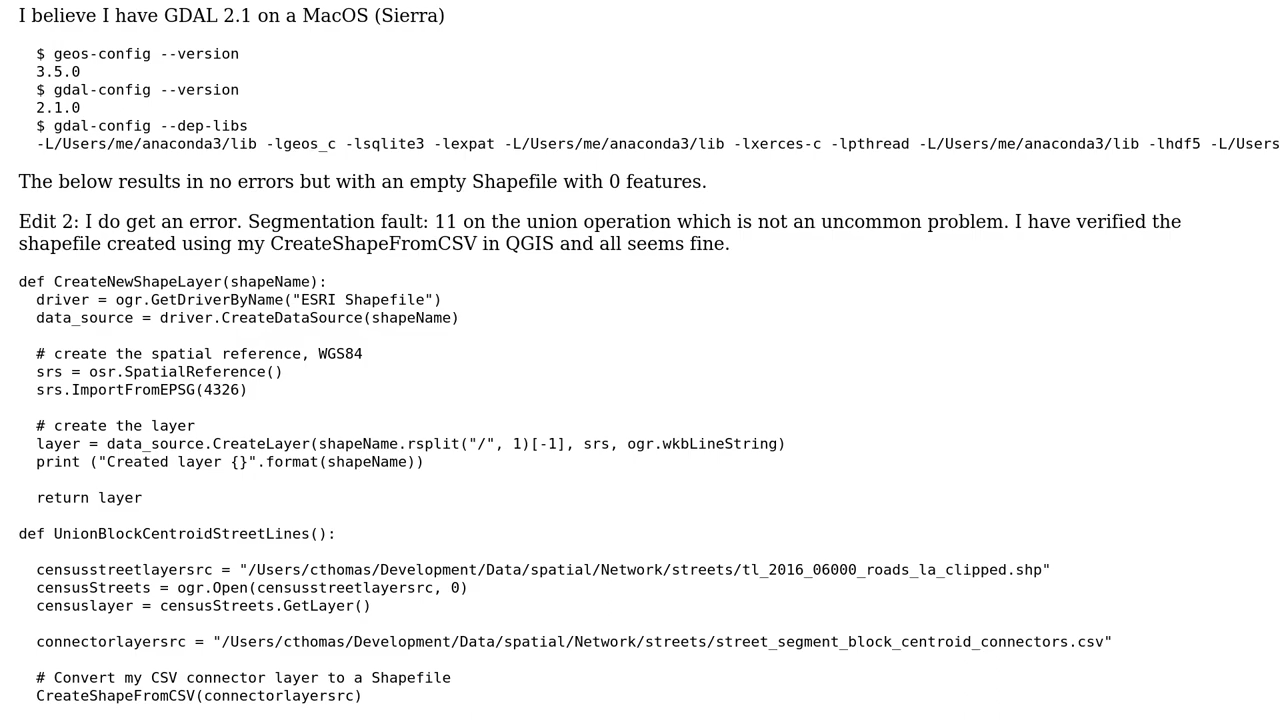 I believe I have GDAL 2.1 on a MacOS (Sierra)
$ geos-config --version
3.5.0
$ gdal-config --version
2.1.0
$ gdal-config --dep-libs
-L/Users/me/anaconda3/lib -lgeos_c -lsqlite3 -lexpat -L/Users/me/anaconda3/lib -lxerces-c -lpthread -L/Users/me/anaconda3/lib -lhdf5 -L/Users
The below results in no errors but with an empty Shapefile with 0 features.
Edit 2: I do get an error. Segmentation fault: 11 on the union operation which is not an uncommon problem. I have verified the
shapefile created using my CreateShapeFromCSV in QGIS and all seems fine.
def CreateNewShapeLayer(shapeName):
  driver = ogr.GetDriverByName("ESRI Shapefile")
  data_source = driver.CreateDataSource(shapeName)
  # create the spatial reference, WGS84
  srs = osr.SpatialReference()
  srs.ImportFromEPSG(4326)
  # create the layer
  layer = data_source.CreateLayer(shapeName.rsplit("/", 1)[-1], srs, ogr.wkbLineString)
  print ("Created layer {}".format(shapeName))
  return layer
def UnionBlockCentroidStreetLines():
  censusstreetlayersrc = "/Users/cthomas/Development/Data/spatial/Network/streets/tl_2016_06000_roads_la_clipped.shp"
  censusStreets = ogr.Open(censusstreetlayersrc, 0)
  censuslayer = censusStreets.GetLayer()
  connectorlayersrc = "/Users/cthomas/Development/Data/spatial/Network/streets/street_segment_block_centroid_connectors.csv"
  # Convert my CSV connector layer to a Shapefile
  CreateShapeFromCSV(connectorlayersrc)